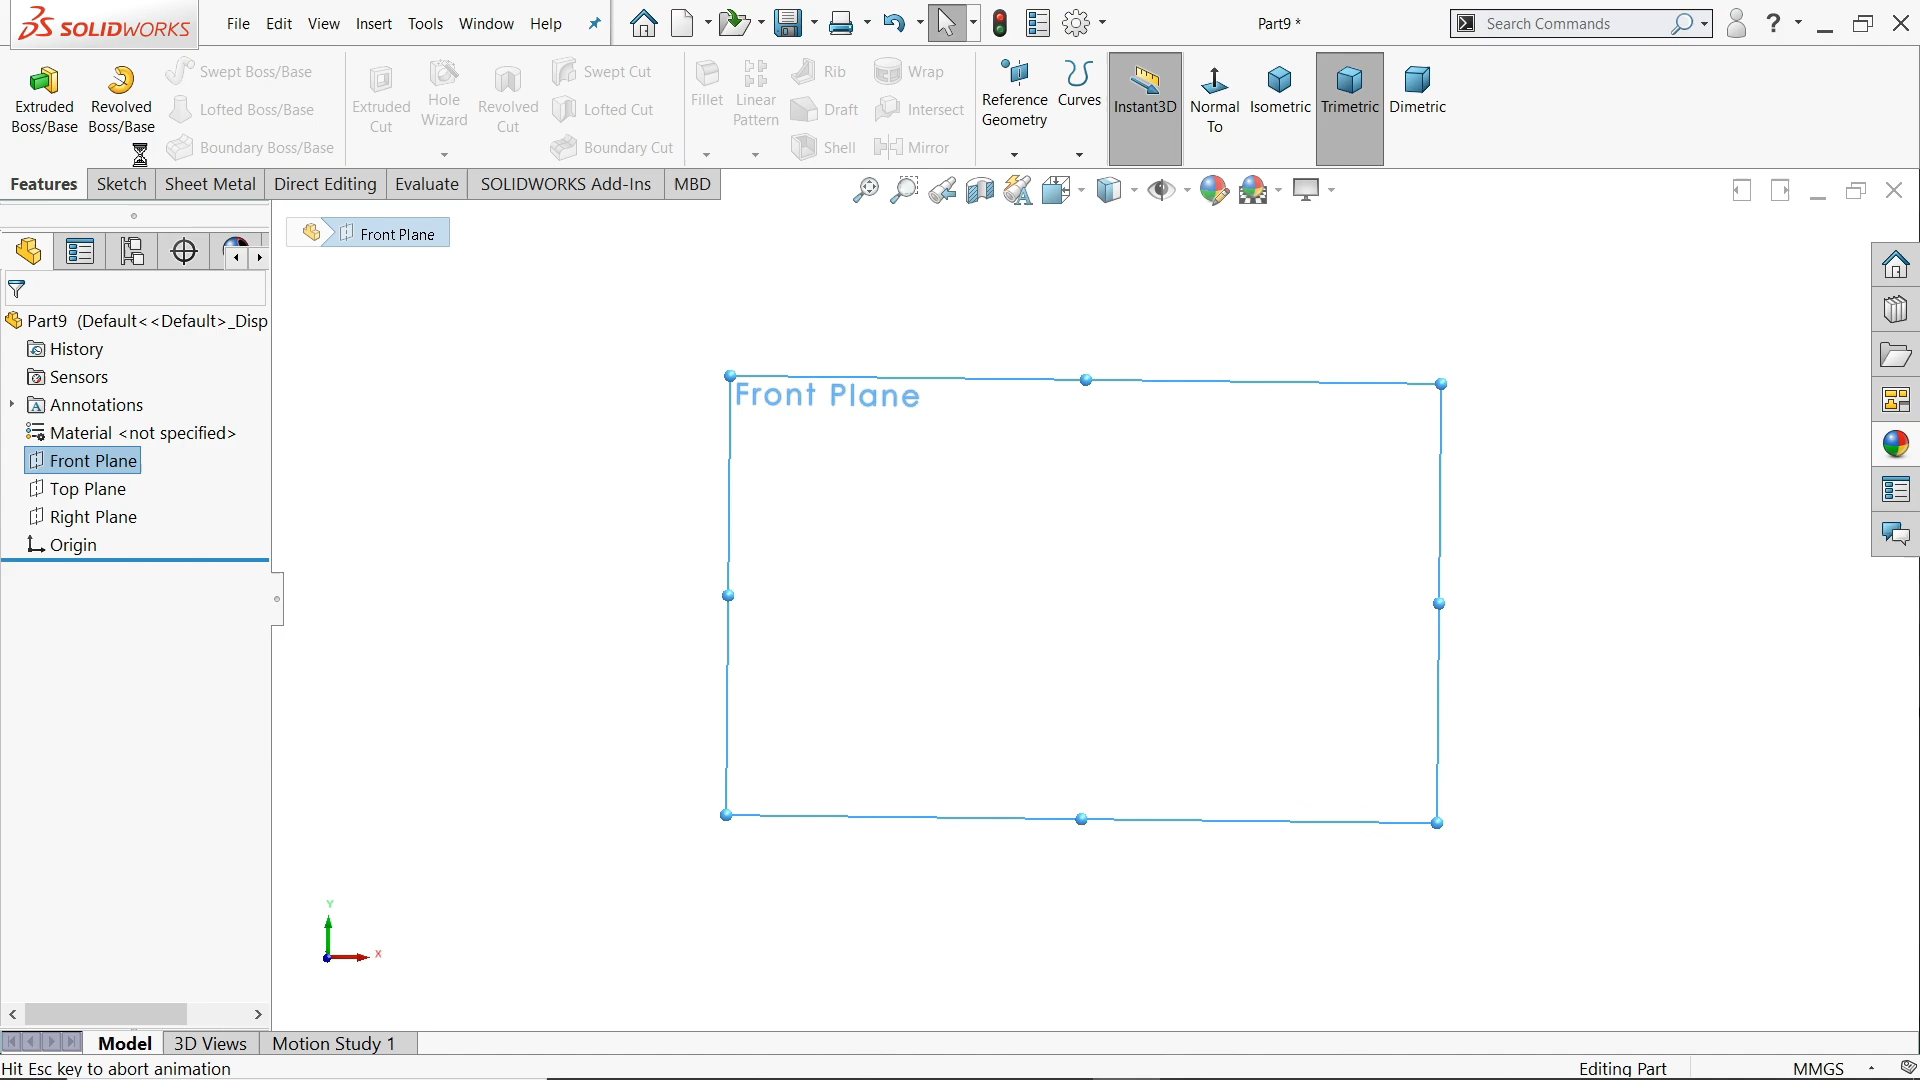 SOLIDWORKS File Edit View Insert Tools Window Help Part9 * Search Commands ?
Extruded Boss/Base
Revolved Boss/Base
Swept Boss/Base
Lofted Boss/Base
Boundary Boss/Base
Extruded Cut
Hole Wizard
Revolved Cut
Swept Cut
Lofted Cut
Boundary Cut
Fillet
Linear Pattern
Rib
Draft
Shell
Wrap
Intersect
Mirror
Reference Geometry
Curves
Instant3D
Normal To
Isometric
Trimetric
Dimetric
Features Sketch Sheet Metal Direct Editing Evaluate SOLIDWORKS Add-Ins MBD
Front Plane
Part9 (Default<<Default>_Disp
History
Sensors
Annotations
Material <not specified>
Front Plane
Top Plane
Right Plane
Origin
Front Plane
Y
X
Model 3D Views Motion Study 1
Hit Esc key to abort animation Editing Part MMGS